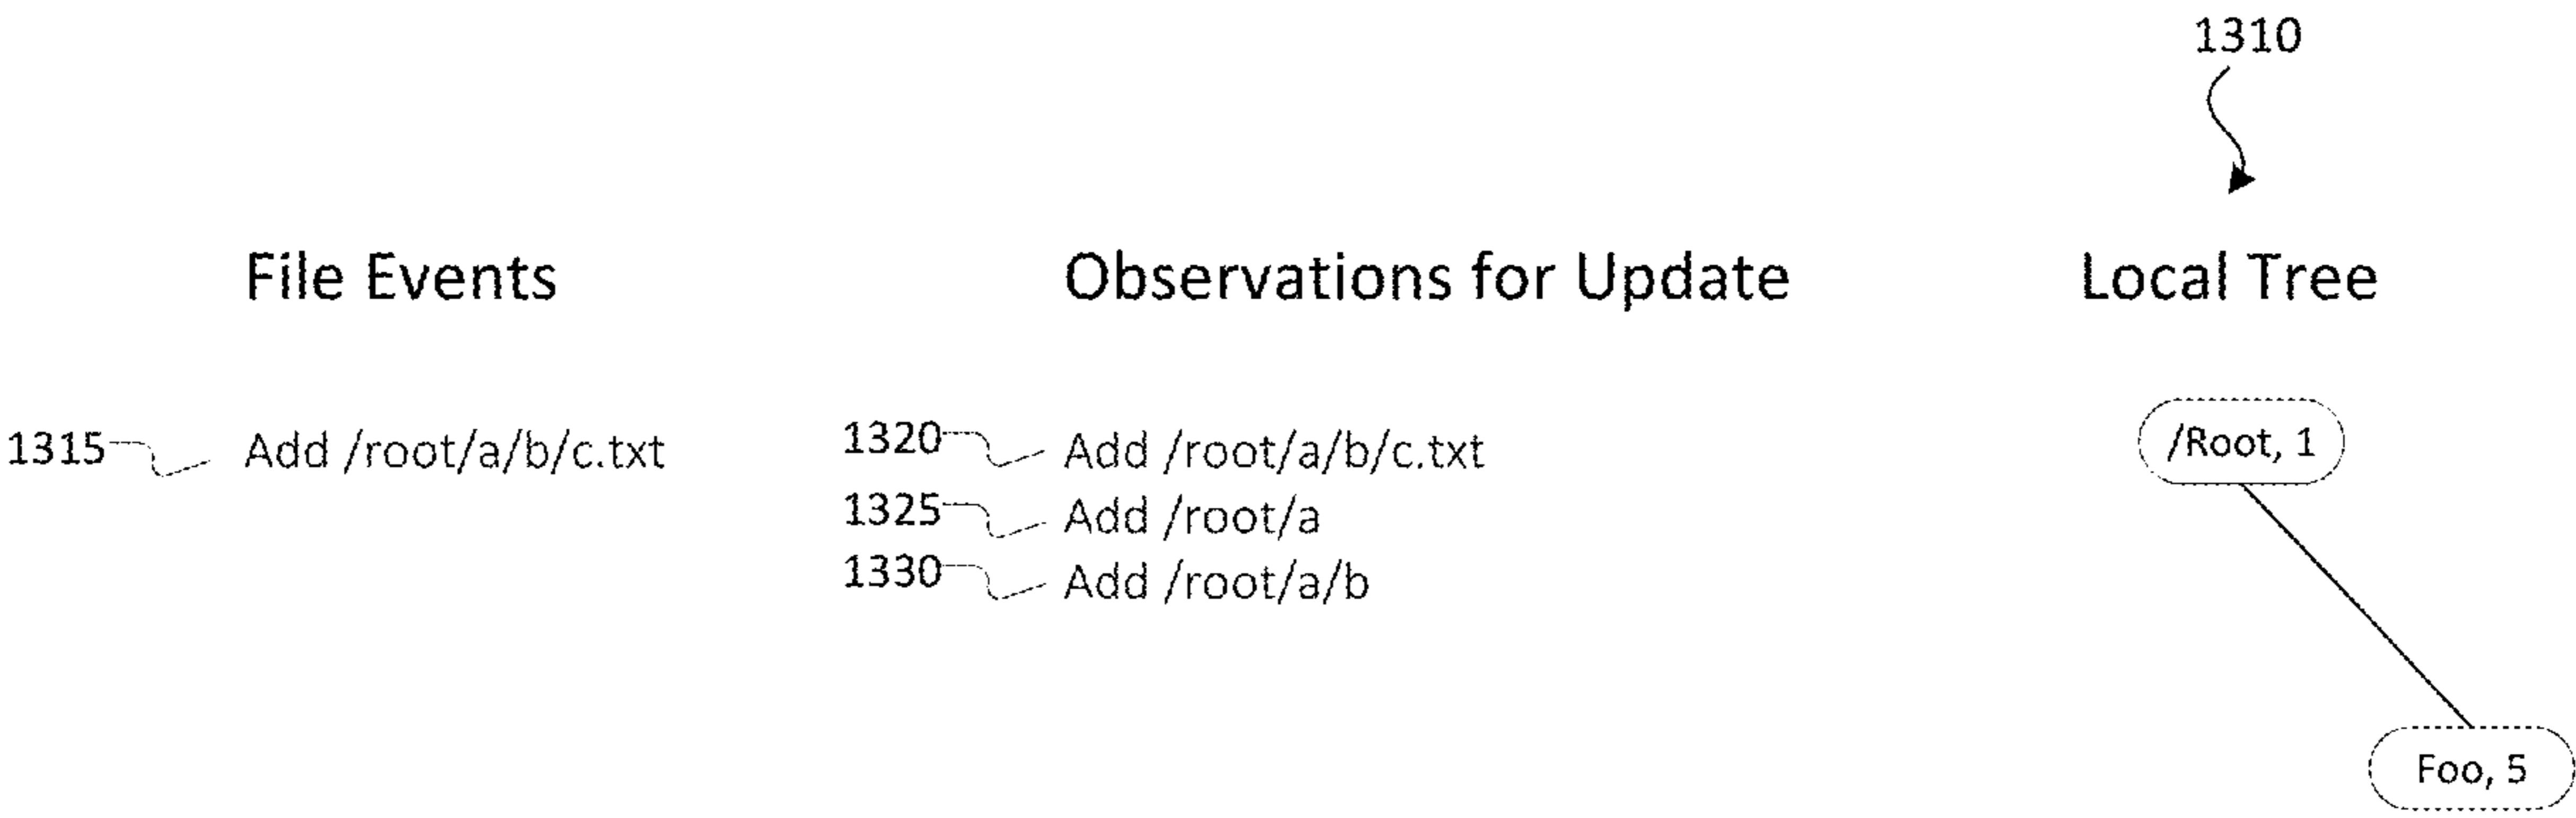 1310
File Events
Observations for Update
Local Tree
1315 Add /root/a/b/c.txt
1320 Add /root/a/b/c.txt
1325 Add /root/a
1330 Add /root/a/b
/Root, 1
Foo, 5